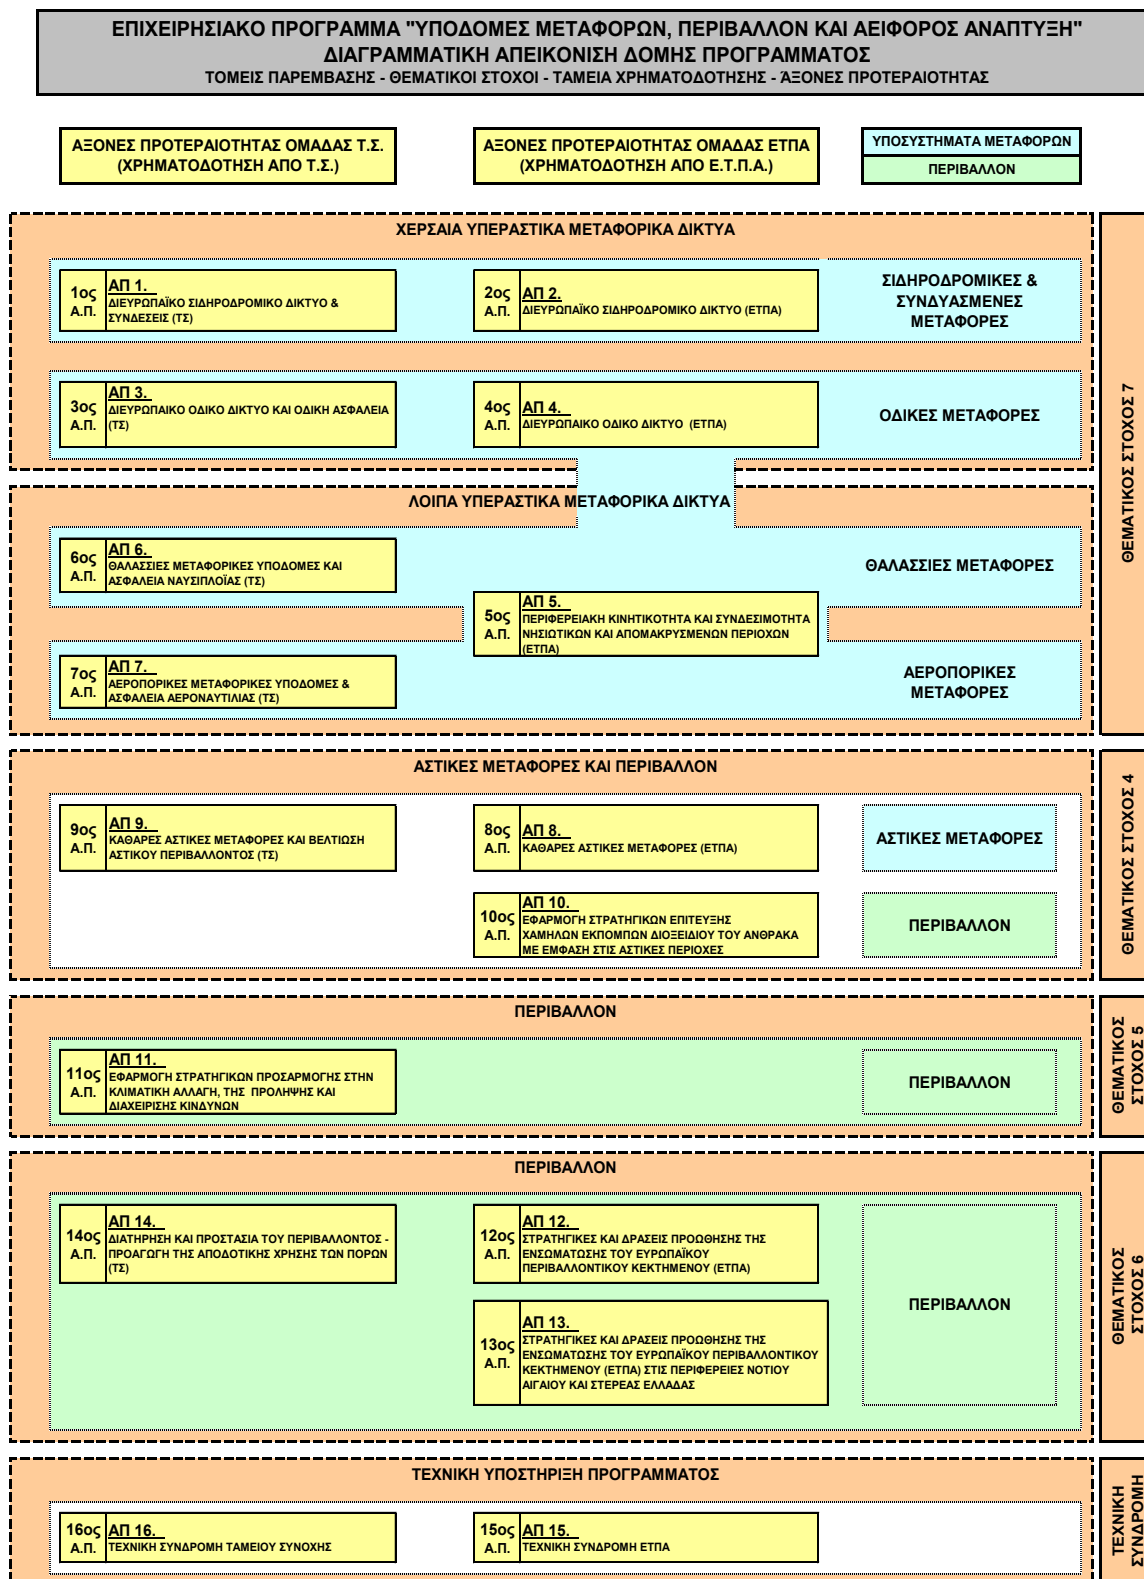 ΕΠΙΧΕΙΡΗΣΙΑΚΟ ΠΡΟΓΡΑΜΜΑ "ΥΠΟΔΟΜΕΣ ΜΕΤΑΦΟΡΩΝ, ΠΕΡΙΒΑΛΛΟΝ ΚΑΙ ΑΕΙΦΟΡΟΣ ΑΝΑΠΤΥΞΗ"
ΔΙΑΓΡΑΜΜΑΤΙΚΗ ΑΠΕΙΚΟΝΙΣΗ ΔΟΜΗΣ ΠΡΟΓΡΑΜΜΑΤΟΣ
ΤΟΜΕΙΣ ΠΑΡΕΜΒΑΣΗΣ - ΘΕΜΑΤΙΚΟΙ ΣΤΟΧΟΙ - ΤΑΜΕΙΑ ΧΡΗΜΑΤΟΔΟΤΗΣΗΣ - ΆΞΟΝΕΣ ΠΡΟΤΕΡΑΙΟΤΗΤΑΣ
ΑΞΟΝΕΣ ΠΡΟΤΕΡΑΙΟΤΗΤΑΣ ΟΜΑΔΑΣ Τ.Σ.
(ΧΡΗΜΑΤΟΔΟΤΗΣΗ ΑΠΟ Τ.Σ.)
ΑΞΟΝΕΣ ΠΡΟΤΕΡΑΙΟΤΗΤΑΣ ΟΜΑΔΑΣ ΕΤΠΑ
(ΧΡΗΜΑΤΟΔΟΤΗΣΗ ΑΠΟ Ε.Τ.Π.Α.)
ΥΠΟΣΥΣΤΗΜΑΤΑ ΜΕΤΑΦΟΡΩΝ
ΠΕΡΙΒΑΛΛΟΝ
ΧΕΡΣΑΙΑ ΥΠΕΡΑΣΤΙΚΑ ΜΕΤΑΦΟΡΙΚΑ ΔΙΚΤΥΑ
1ος
Α.Π.
ΑΠ 1.
ΔΙΕΥΡΩΠΑΪΚΟ ΣΙΔΗΡΟΔΡΟΜΙΚΟ ΔΙΚΤΥΟ &
ΣΥΝΔΕΣΕΙΣ (ΤΣ)
2ος
Α.Π.
ΑΠ 2.
ΔΙΕΥΡΩΠΑΪΚΟ ΣΙΔΗΡΟΔΡΟΜΙΚΟ ΔΙΚΤΥΟ (ΕΤΠΑ)
ΣΙΔΗΡΟΔΡΟΜΙΚΕΣ &
ΣΥΝΔΥΑΣΜΕΝΕΣ
ΜΕΤΑΦΟΡΕΣ
3ος
Α.Π.
ΑΠ 3.
ΔΙΕΥΡΩΠΑΙΚΟ ΟΔΙΚΟ ΔΙΚΤΥΟ ΚΑΙ ΟΔΙΚΗ ΑΣΦΑΛΕΙΑ
(ΤΣ)
4ος
Α.Π.
ΑΠ 4.
ΔΙΕΥΡΩΠΑΙΚΟ ΟΔΙΚΟ ΔΙΚΤΥΟ (ΕΤΠΑ)
ΟΔΙΚΕΣ ΜΕΤΑΦΟΡΕΣ
ΘΕΜΑΤΙΚΟΣ ΣΤΟΧΟΣ 7
ΛΟΙΠΑ ΥΠΕΡΑΣΤΙΚΑ ΜΕΤΑΦΟΡΙΚΑ ΔΙΚΤΥΑ
6ος
Α.Π.
ΑΠ 6.
ΘΑΛΑΣΣΙΕΣ ΜΕΤΑΦΟΡΙΚΕΣ ΥΠΟΔΟΜΕΣ ΚΑΙ
ΑΣΦΑΛΕΙΑ ΝΑΥΣΙΠΛΟΪΑΣ (ΤΣ)
ΘΑΛΑΣΣΙΕΣ ΜΕΤΑΦΟΡΕΣ
5ος
Α.Π.
ΑΠ 5.
ΠΕΡΙΦΕΡΕΙΑΚΗ ΚΙΝΗΤΙΚΟΤΗΤΑ ΚΑΙ ΣΥΝΔΕΣΙΜΟΤΗΤΑ
ΝΗΣΙΩΤΙΚΩΝ ΚΑΙ ΑΠΟΜΑΚΡΥΣΜΕΝΩΝ ΠΕΡΙΟΧΩΝ
(ΕΤΠΑ)
7ος
Α.Π.
ΑΠ 7.
ΑΕΡΟΠΟΡΙΚΕΣ ΜΕΤΑΦΟΡΙΚΕΣ ΥΠΟΔΟΜΕΣ &
ΑΣΦΑΛΕΙΑ ΑΕΡΟΝΑΥΤΙΛΙΑΣ (ΤΣ)
ΑΕΡΟΠΟΡΙΚΕΣ
ΜΕΤΑΦΟΡΕΣ
ΑΣΤΙΚΕΣ ΜΕΤΑΦΟΡΕΣ ΚΑΙ ΠΕΡΙΒΑΛΛΟΝ
9ος
Α.Π.
ΑΠ 9.
ΚΑΘΑΡΕΣ ΑΣΤΙΚΕΣ ΜΕΤΑΦΟΡΕΣ ΚΑΙ ΒΕΛΤΙΩΣΗ
ΑΣΤΙΚΟΥ ΠΕΡΙΒΑΛΛΟΝΤΟΣ (ΤΣ)
8ος
Α.Π.
ΑΠ 8.
ΚΑΘΑΡΕΣ ΑΣΤΙΚΕΣ ΜΕΤΑΦΟΡΕΣ (ΕΤΠΑ)
ΑΣΤΙΚΕΣ ΜΕΤΑΦΟΡΕΣ
10ος
Α.Π.
ΑΠ 10.
ΕΦΑΡΜΟΓΗ ΣΤΡΑΤΗΓΙΚΩΝ ΕΠΙΤΕΥΞΗΣ
ΧΑΜΗΛΩΝ ΕΚΠΟΜΠΩΝ ΔΙΟΞΕΙΔΙΟΥ ΤΟΥ ΑΝΘΡΑΚΑ
ΜΕ ΕΜΦΑΣΗ ΣΤΙΣ ΑΣΤΙΚΕΣ ΠΕΡΙΟΧΕΣ
ΠΕΡΙΒΑΛΛΟΝ
ΘΕΜΑΤΙΚΟΣ ΣΤΟΧΟΣ 4
ΠΕΡΙΒΑΛΛΟΝ
11ος
Α.Π.
ΑΠ 11.
ΕΦΑΡΜΟΓΗ ΣΤΡΑΤΗΓΙΚΩΝ ΠΡΟΣΑΡΜΟΓΗΣ ΣΤΗΝ
ΚΛΙΜΑΤΙΚΗ ΑΛΛΑΓΗ, ΤΗΣ ΠΡΟΛΗΨΗΣ ΚΑΙ
ΔΙΑΧΕΙΡΙΣΗΣ ΚΙΝΔΥΝΩΝ
ΠΕΡΙΒΑΛΛΟΝ
ΘΕΜΑΤΙΚΟΣ
ΣΤΟΧΟΣ 5
ΠΕΡΙΒΑΛΛΟΝ
14ος
Α.Π.
ΑΠ 14.
ΔΙΑΤΗΡΗΣΗ ΚΑΙ ΠΡΟΣΤΑΣΙΑ ΤΟΥ ΠΕΡΙΒΑΛΛΟΝΤΟΣ -
ΠΡΟΑΓΩΓΗ ΤΗΣ ΑΠΟΔΟΤΙΚΗΣ ΧΡΗΣΗΣ ΤΩΝ ΠΟΡΩΝ
(ΤΣ)
12ος
Α.Π.
ΑΠ 12.
ΣΤΡΑΤΗΓΙΚΕΣ ΚΑΙ ΔΡΑΣΕΙΣ ΠΡΟΩΘΗΣΗΣ ΤΗΣ
ΕΝΣΩΜΑΤΩΣΗΣ ΤΟΥ ΕΥΡΩΠΑΪΚΟΥ
ΠΕΡΙΒΑΛΛΟΝΤΙΚΟΥ ΚΕΚΤΗΜΕΝΟΥ (ΕΤΠΑ)
13ος
Α.Π.
ΑΠ 13.
ΣΤΡΑΤΗΓΙΚΕΣ ΚΑΙ ΔΡΑΣΕΙΣ ΠΡΟΩΘΗΣΗΣ ΤΗΣ
ΕΝΣΩΜΑΤΩΣΗΣ ΤΟΥ ΕΥΡΩΠΑΪΚΟΥ ΠΕΡΙΒΑΛΛΟΝΤΙΚΟΥ
ΚΕΚΤΗΜΕΝΟΥ (ΕΤΠΑ) ΣΤΙΣ ΠΕΡΙΦΕΡΕΙΕΣ ΝΟΤΙΟΥ
ΑΙΓΑΙΟΥ ΚΑΙ ΣΤΕΡΕΑΣ ΕΛΛΑΔΑΣ
ΠΕΡΙΒΑΛΛΟΝ
ΘΕΜΑΤΙΚΟΣ
ΣΤΟΧΟΣ 6
ΤΕΧΝΙΚΗ ΥΠΟΣΤΗΡΙΞΗ ΠΡΟΓΡΑΜΜΑΤΟΣ
16ος
Α.Π.
ΑΠ 16.
ΤΕΧΝΙΚΗ ΣΥΝΔΡΟΜΗ ΤΑΜΕΙΟΥ ΣΥΝΟΧΗΣ
15ος
Α.Π.
ΑΠ 15.
ΤΕΧΝΙΚΗ ΣΥΝΔΡΟΜΗ ΕΤΠΑ
ΤΕΧΝΙΚΗ
ΣΥΝΔΡΟΜΗ